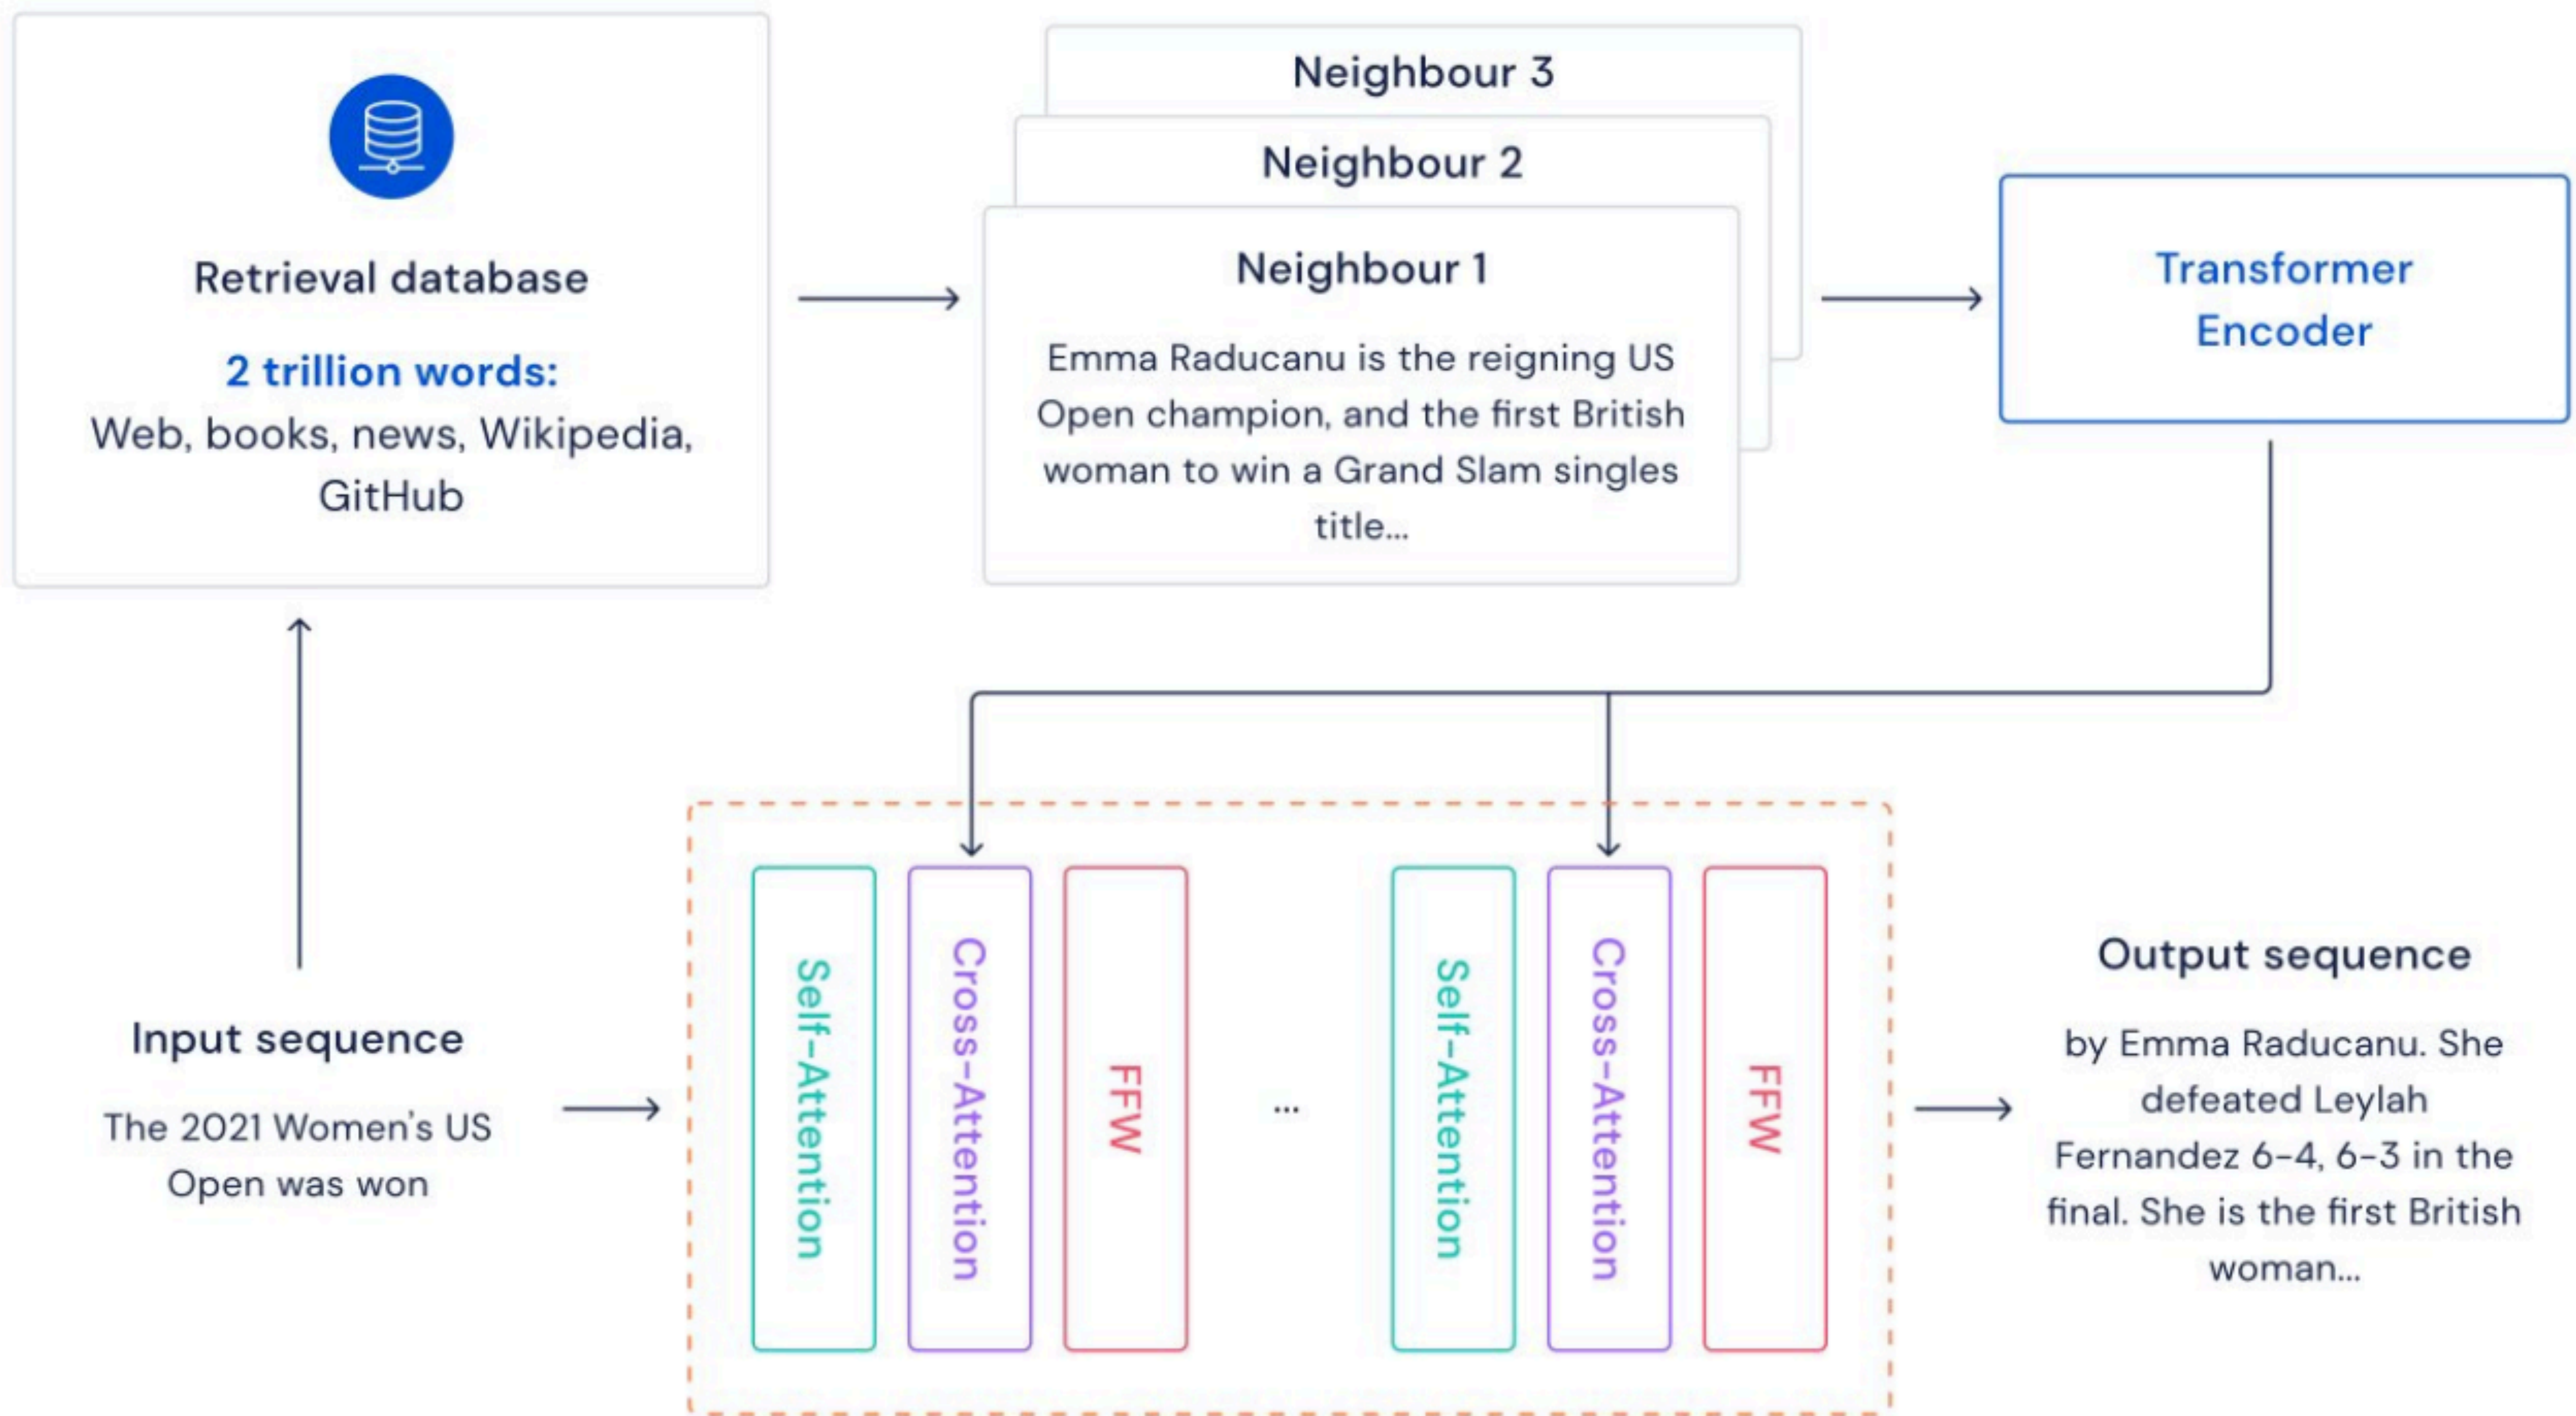 Retrieval database
2 trillion words:
Web, books, news, Wikipedia,
GitHub
Neighbour 3
Neighbour 2
Neighbour 1
Emma Raducanu is the reigning US
Open champion, and the first British
woman to win a Grand Slam singles
title...
Transformer
Encoder
Input sequence
The 2021 Women's US
Open was won
Self-Attention
Cross-Attention
FFW
...
Self-Attention
Cross-Attention
FFW
Output sequence
by Emma Raducanu. She
defeated Leylah
Fernandez 6-4, 6-3 in the
final. She is the first British
woman...